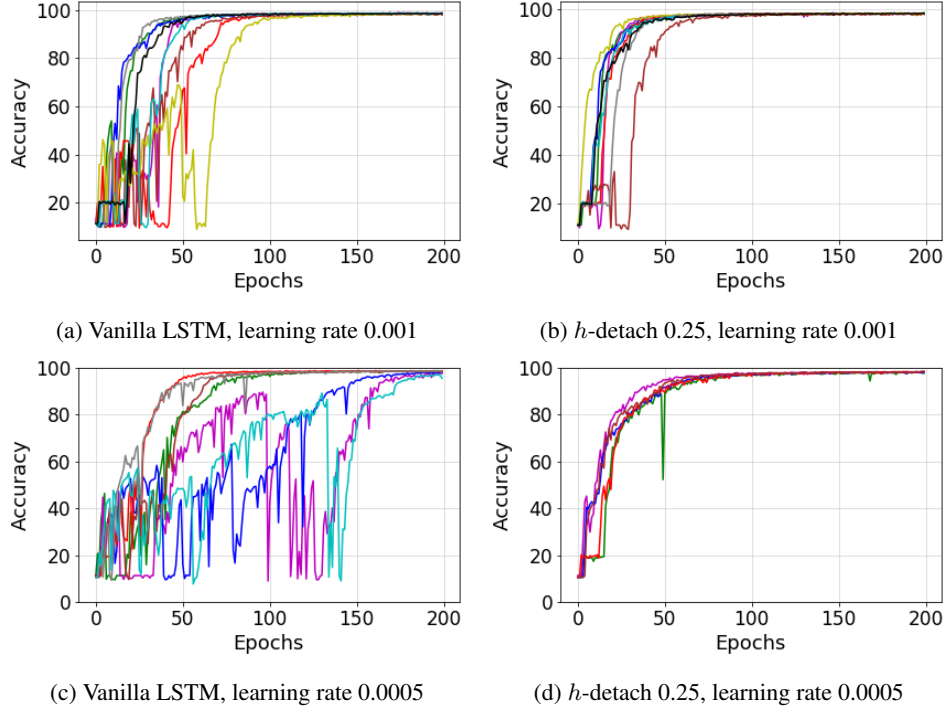 100
80
60
40
20
Accuracy
0 50 100 150 200
Epochs
100
80
60
40
20
Accuracy
0 50 100 150 200
Epochs
(a) Vanilla LSTM, learning rate 0.001
(b) h-detach 0.25, learning rate 0.001
100
80
60
40
20
0
Accuracy
0 50 100 150 200
Epochs
100
80
60
40
20
0
Accuracy
0 50 100 150 200
Epochs
(c) Vanilla LSTM, learning rate 0.0005
(d) h-detach 0.25, learning rate 0.0005